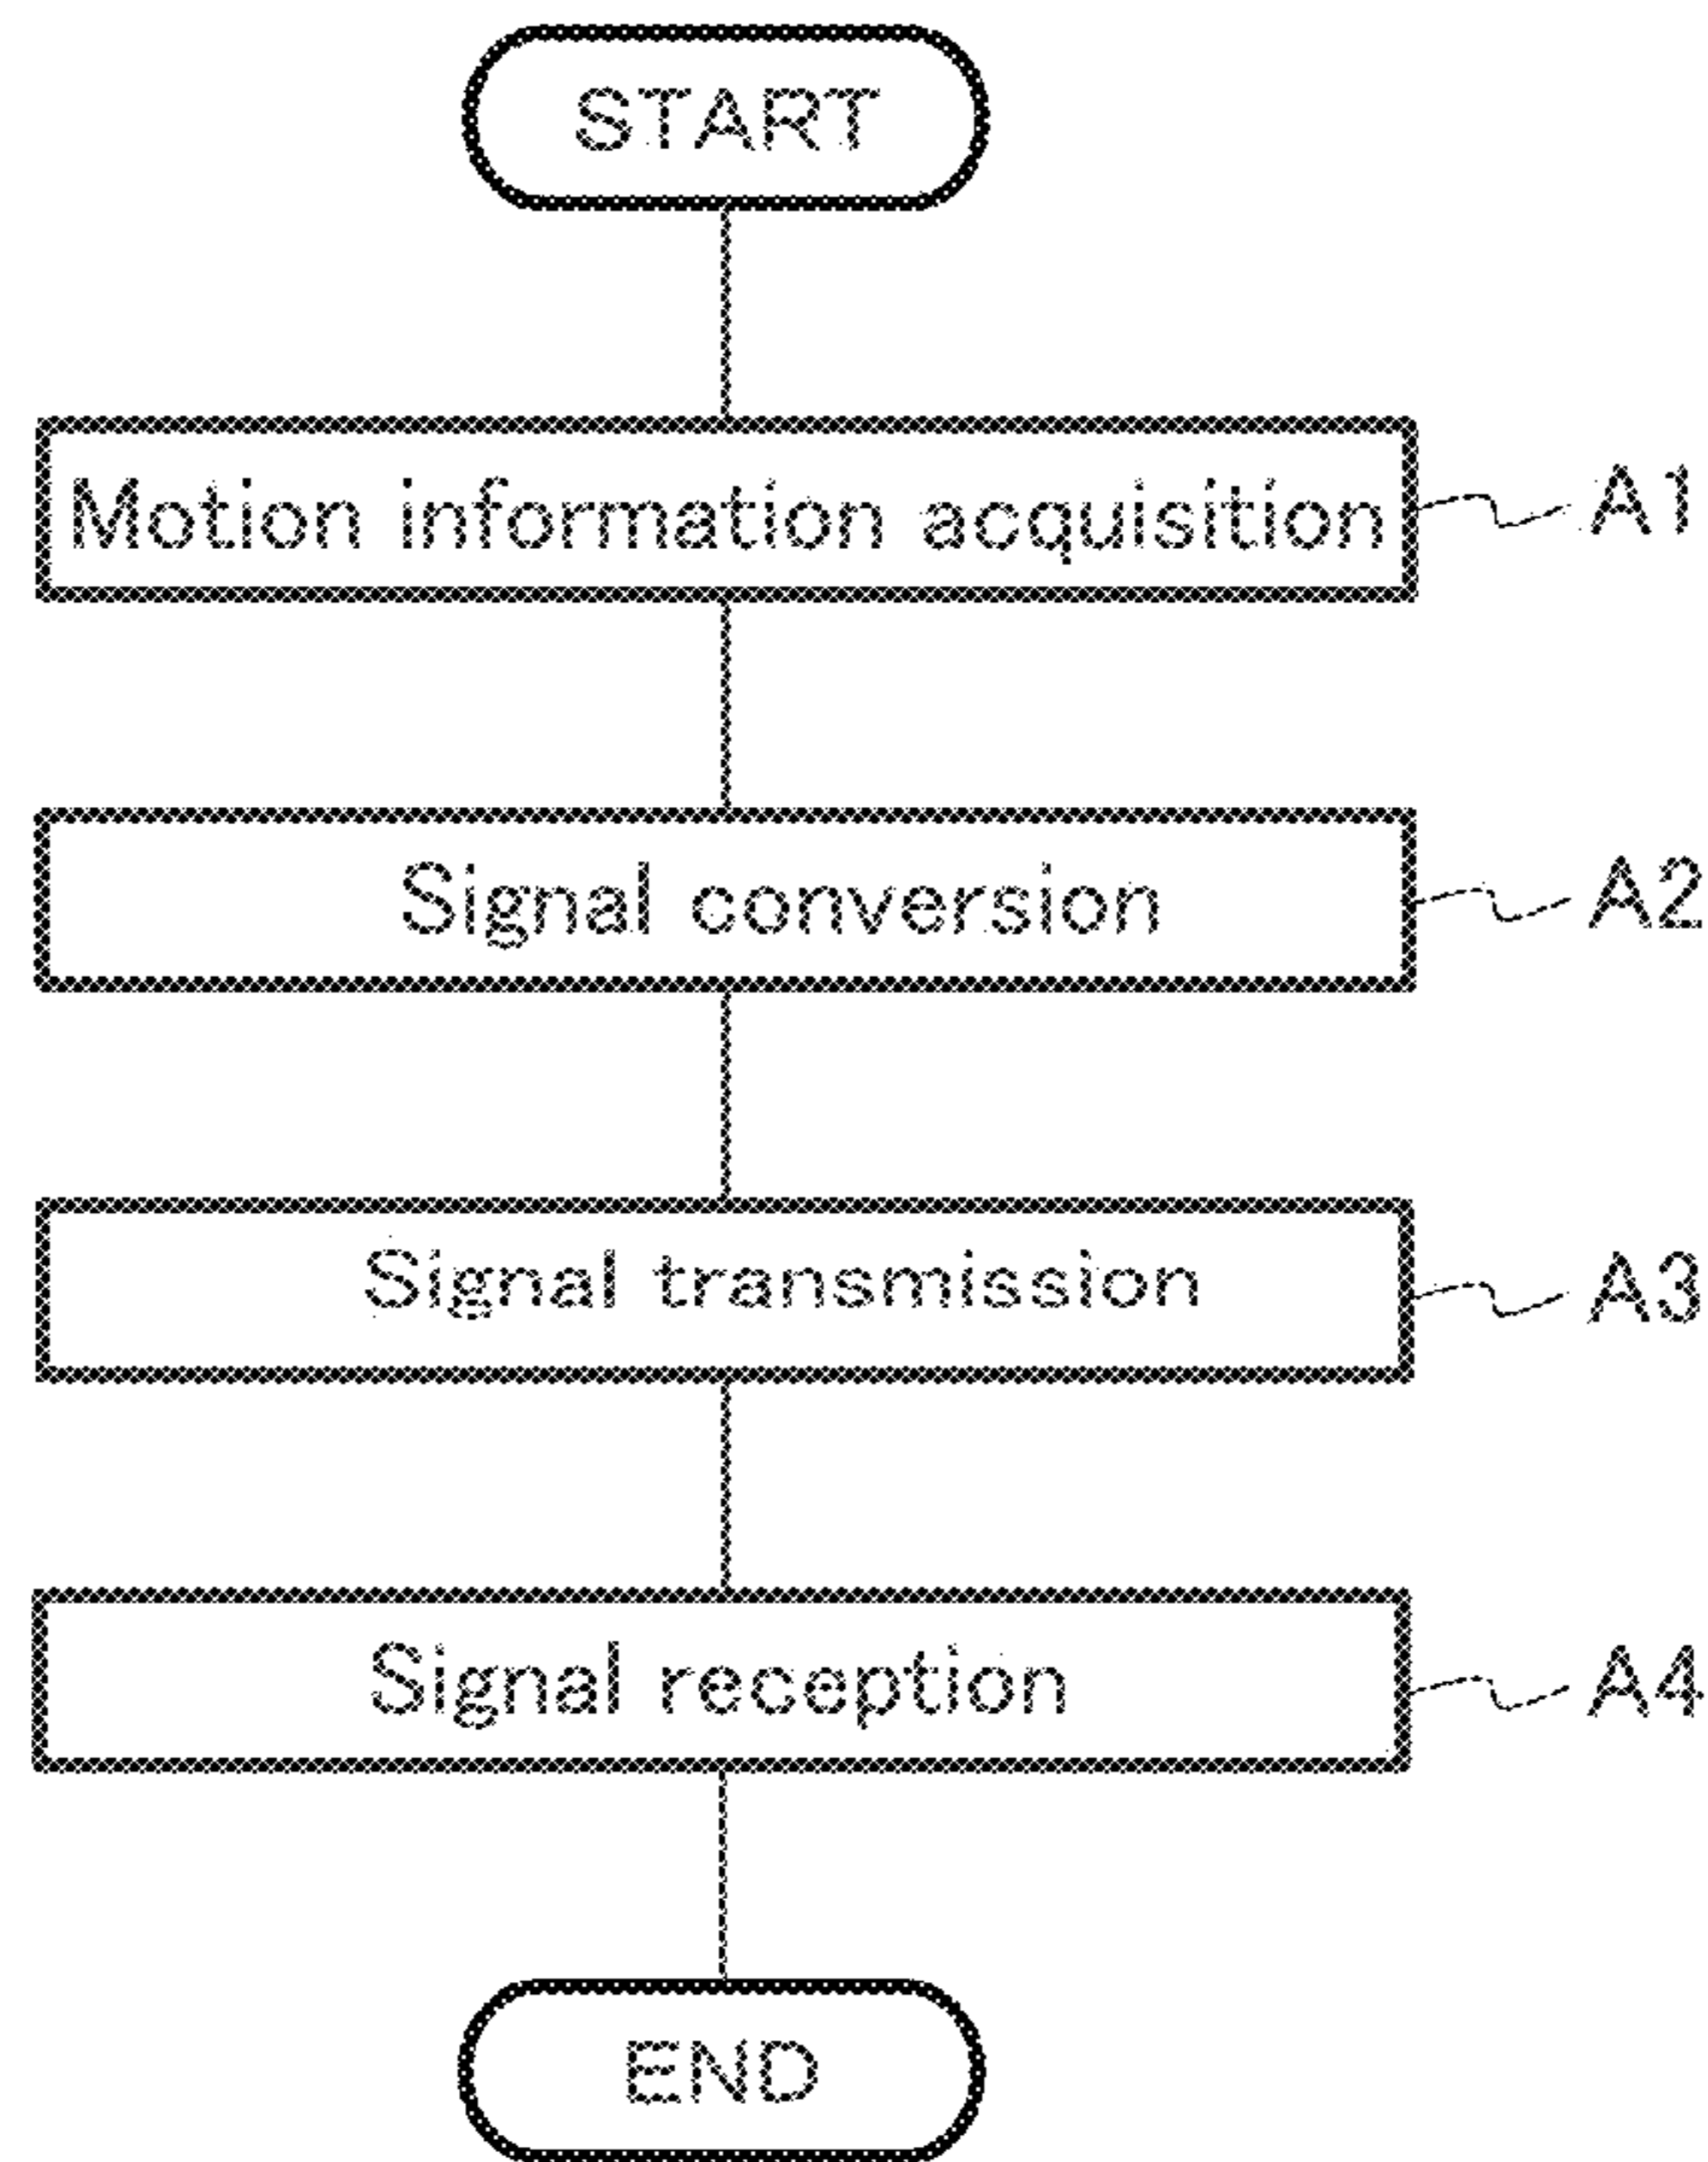 START
Motion information acquisition A1
Signal conversion A2
Signal transmission A3
Signal reception A4
END